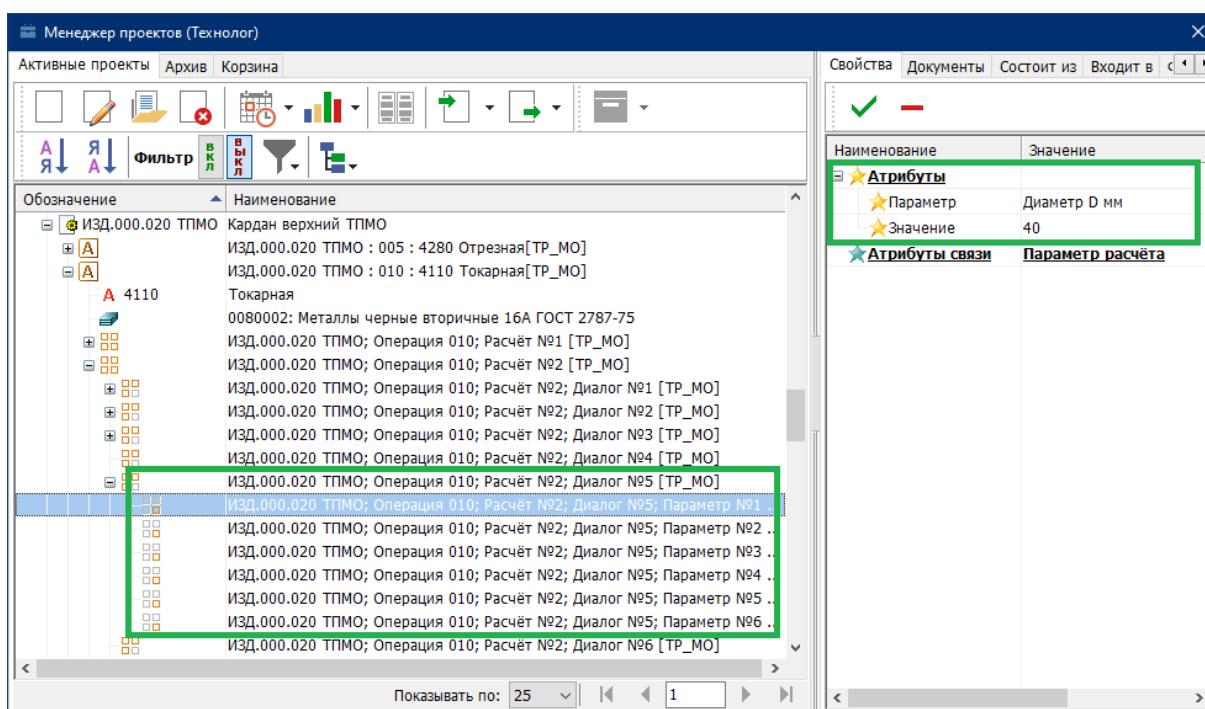 Менеджер проектов (Технолог)
Активные проекты Архив Корзина
Свойства Документы Состоит из Входит в
А Я Я А Фильтр ВКЛ ВЫКЛ
Обозначение Наименование
ИЗД.000.020 ТПМО Кардан верхний ТПМО
А ИЗД.000.020 ТПМО : 005 : 4280 Отрезная[ТР_МО]
А ИЗД.000.020 ТПМО : 010 : 4110 Токарная[ТР_МО]
А 4110 Токарная
0080002: Металлы черные вторичные 16А ГОСТ 2787-75
ИЗД.000.020 ТПМО; Операция 010; Расчёт №1 [ТР_МО]
ИЗД.000.020 ТПМО; Операция 010; Расчёт №2 [ТР_МО]
ИЗД.000.020 ТПМО; Операция 010; Расчёт №2; Диалог №1 [ТР_МО]
ИЗД.000.020 ТПМО; Операция 010; Расчёт №2; Диалог №2 [ТР_МО]
ИЗД.000.020 ТПМО; Операция 010; Расчёт №2; Диалог №3 [ТР_МО]
ИЗД.000.020 ТПМО; Операция 010; Расчёт №2; Диалог №4 [ТР_МО]
ИЗД.000.020 ТПМО; Операция 010; Расчёт №2; Диалог №5 [ТР_МО]
ИЗД.000.020 ТПМО; Операция 010; Расчёт №2; Диалог №5; Параметр №1 ...
ИЗД.000.020 ТПМО; Операция 010; Расчёт №2; Диалог №5; Параметр №2 ...
ИЗД.000.020 ТПМО; Операция 010; Расчёт №2; Диалог №5; Параметр №3 ...
ИЗД.000.020 ТПМО; Операция 010; Расчёт №2; Диалог №5; Параметр №4 ...
ИЗД.000.020 ТПМО; Операция 010; Расчёт №2; Диалог №5; Параметр №5 ...
ИЗД.000.020 ТПМО; Операция 010; Расчёт №2; Диалог №5; Параметр №6 ...
ИЗД.000.020 ТПМО; Операция 010; Расчёт №2; Диалог №6 [ТР_МО]
Показывать по: 25 1
Наименование Значение
Атрибуты
Параметр Диаметр D мм
Значение 40
Атрибуты связи Параметр расчёта